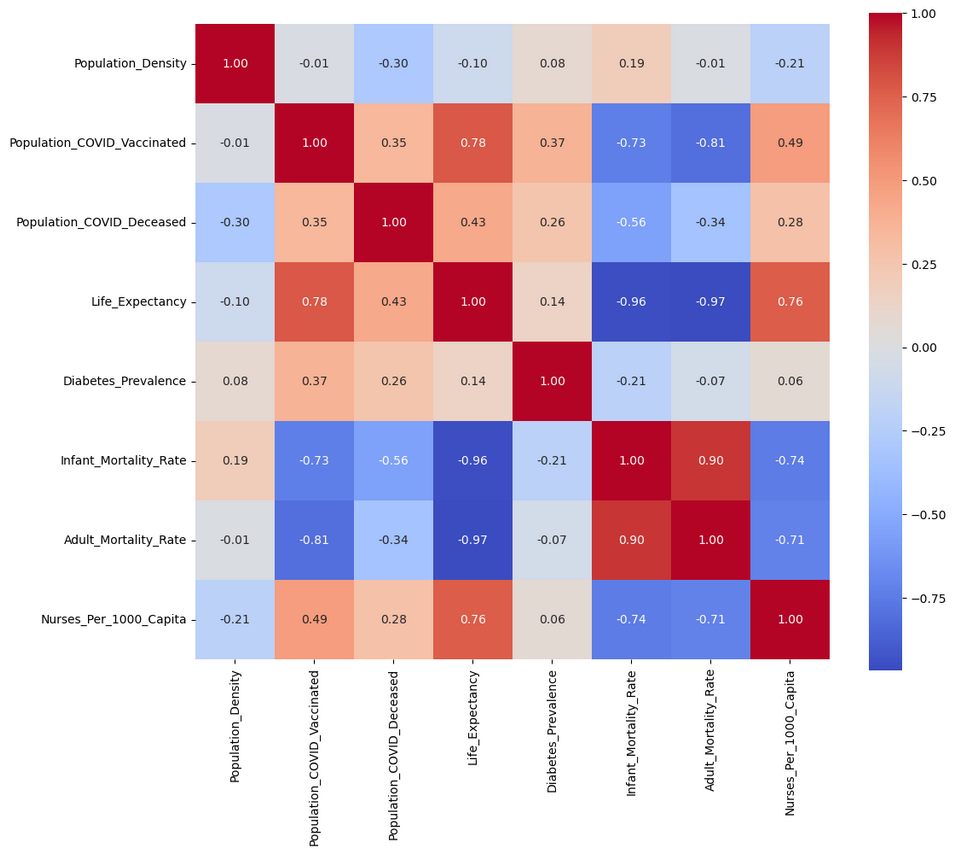 Population_Density 1.00 -0.01 -0.30 -0.10 0.08 0.19 -0.01 -0.21
Population_COVID_Vaccinated -0.01 1.00 0.35 0.78 0.37 -0.73 -0.81 0.49
Population_COVID_Deceased -0.30 0.35 1.00 0.43 0.26 -0.56 -0.34 0.28
Life_Expectancy -0.10 0.78 0.43 1.00 0.14 -0.96 -0.97 0.76
Diabetes_Prevalence 0.08 0.37 0.26 0.14 1.00 -0.21 -0.07 0.06
Infant_Mortality_Rate 0.19 -0.73 -0.56 -0.96 -0.21 1.00 0.90 -0.74
Adult_Mortality_Rate -0.01 -0.81 -0.34 -0.97 -0.07 0.90 1.00 -0.71
Nurses_Per_1000_Capita -0.21 0.49 0.28 0.76 0.06 -0.74 -0.71 1.00
Population_Density
Population_COVID_Vaccinated
Population_COVID_Deceased
Life_Expectancy
Diabetes_Prevalence
Infant_Mortality_Rate
Adult_Mortality_Rate
Nurses_Per_1000_Capita
1.00
0.75
0.50
0.25
0.00
−0.25
−0.50
−0.75